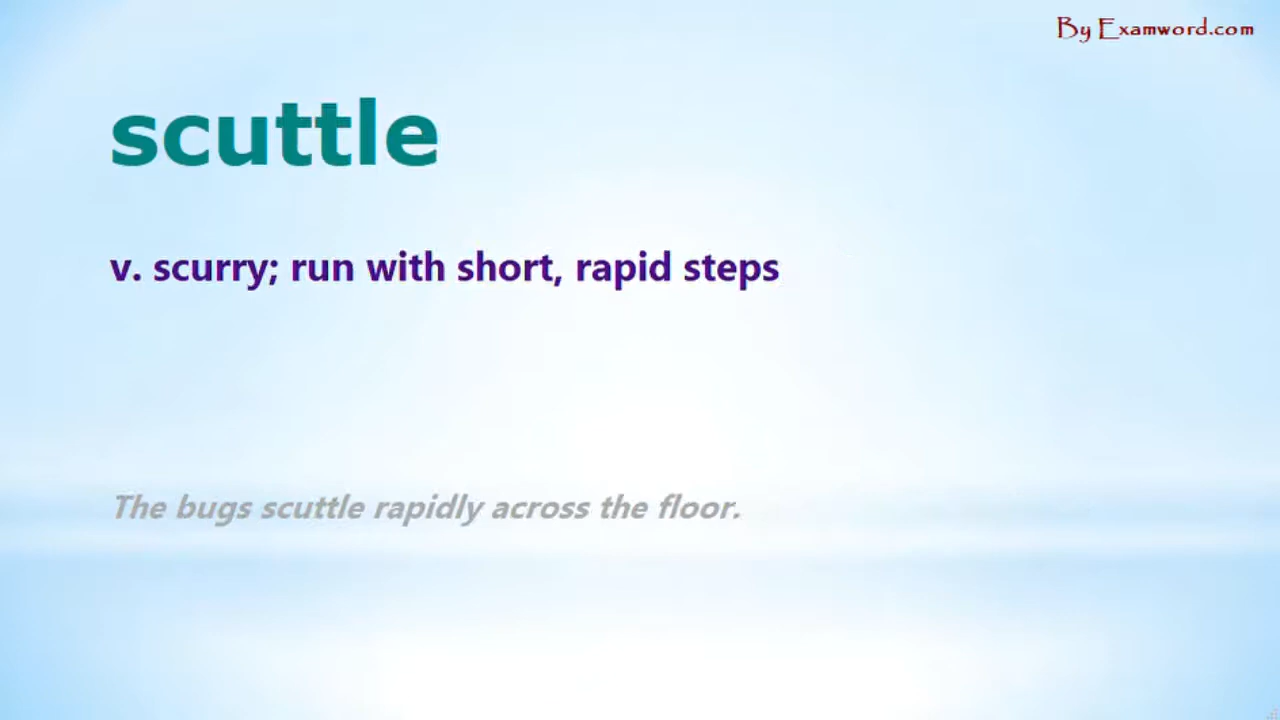 By Examword.com
scuttle
v. scurry; run with short, rapid steps
The bugs scuttle rapidly across the floor.